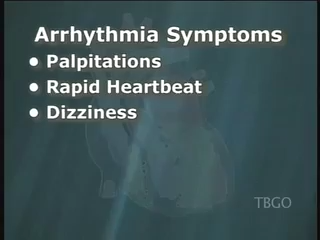 Arrhythmia Symptoms
• Palpitations
• Rapid Heartbeat
• Dizziness
TBGO